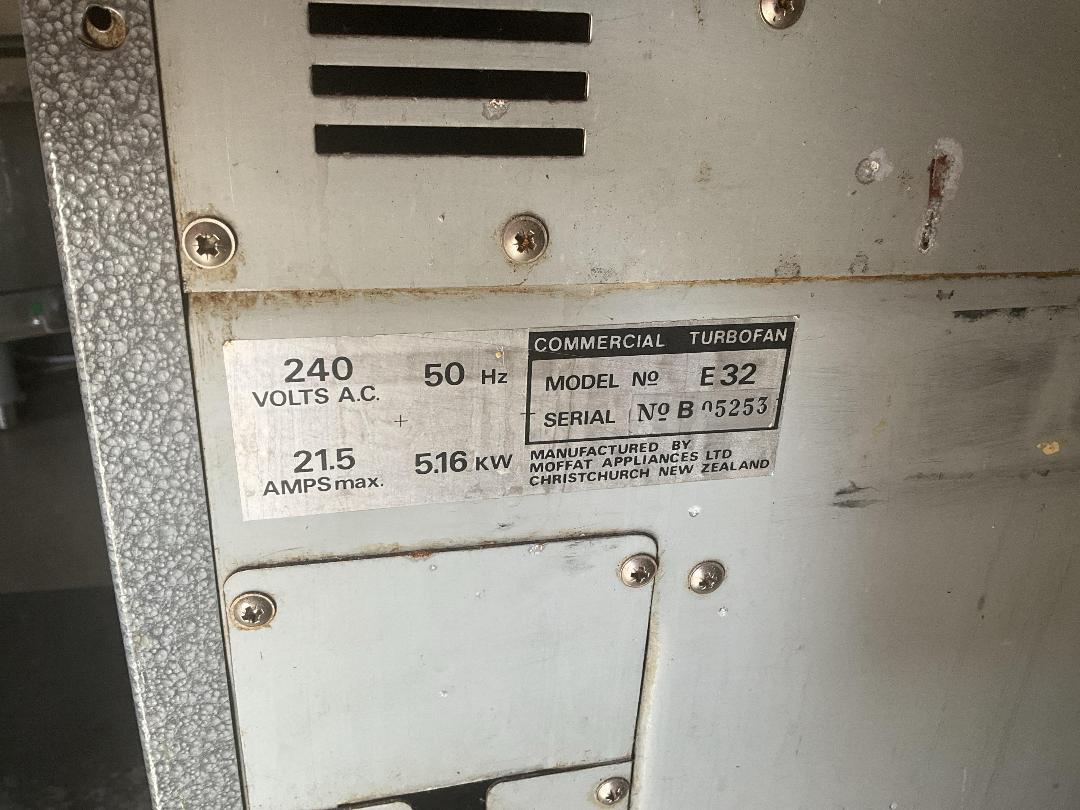 240
VOLTS A.C.
50 Hz
21.5
AMPS max.
5.16 KW
COMMERCIAL TURBOFAN
MODEL Nº E32
SERIAL Nº B 05253
MANUFACTURED BY
MOFFAT APPLIANCES LTD
CHRISTCHURCH NEW ZEALAND